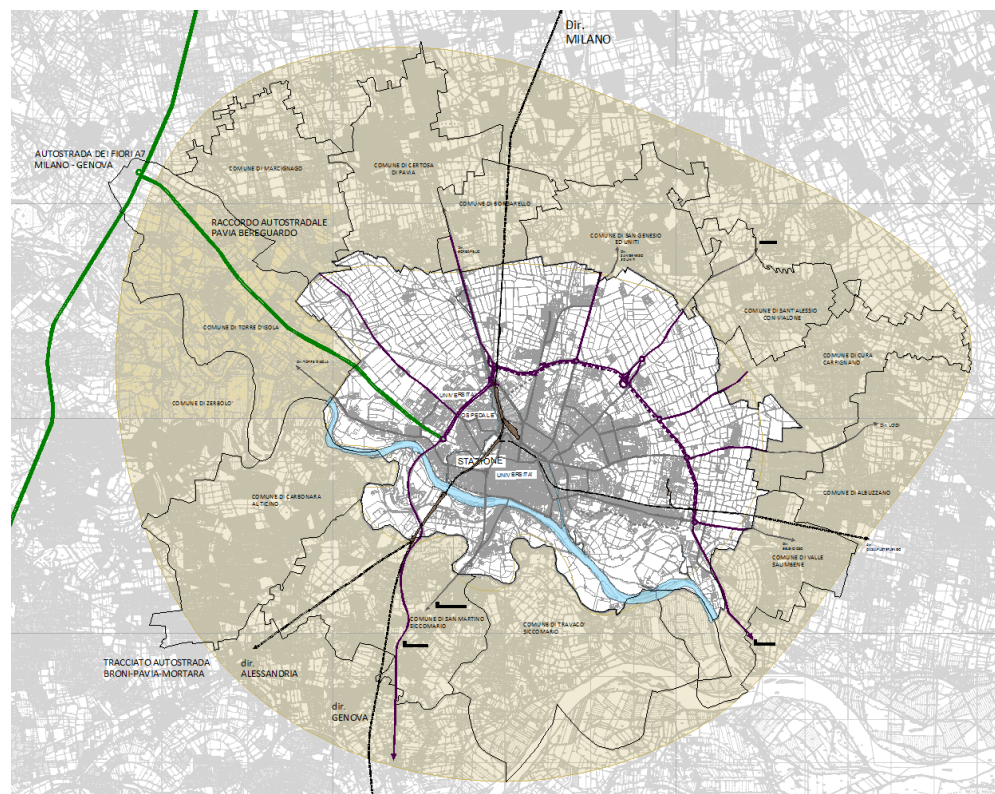 Dir.
MILANO
AUTOSTRADA DEI FIORI A7
MILANO - GENOVA
COMUNE DI MARCIGNAGO
COMUNE DI CERTOSA
DI PAVIA
COMUNE DI BORGARELLO
RACCORDO AUTOSTRADALE
PAVIA BEREGUARDO
COMUNE DI SAN GENESIO
ED UNITI
COMUNE DI SANT'ALESSIO
CON VIALONE
COMUNE DI TORRE D'ISOLA
COMUNE DI CURA
CARPIGNANO
COMUNE DI ZERBOLO'
UNIVERSITA'
OSPEDALE
Dir. LODI
STAZIONE
UNIVERSITA'
COMUNE DI CARBONARA
AL TICINO
COMUNE DI ALBUZZANO
COMUNE DI VALLE
SALIMBENE
COMUNE DI SAN MARTINO
SICCOMARIO
COMUNE DI TRAVACO'
SICCOMARIO
TRACCIATO AUTOSTRADA
BRONI-PAVIA-MORTARA
dir.
ALESSANDRIA
dir.
GENOVA